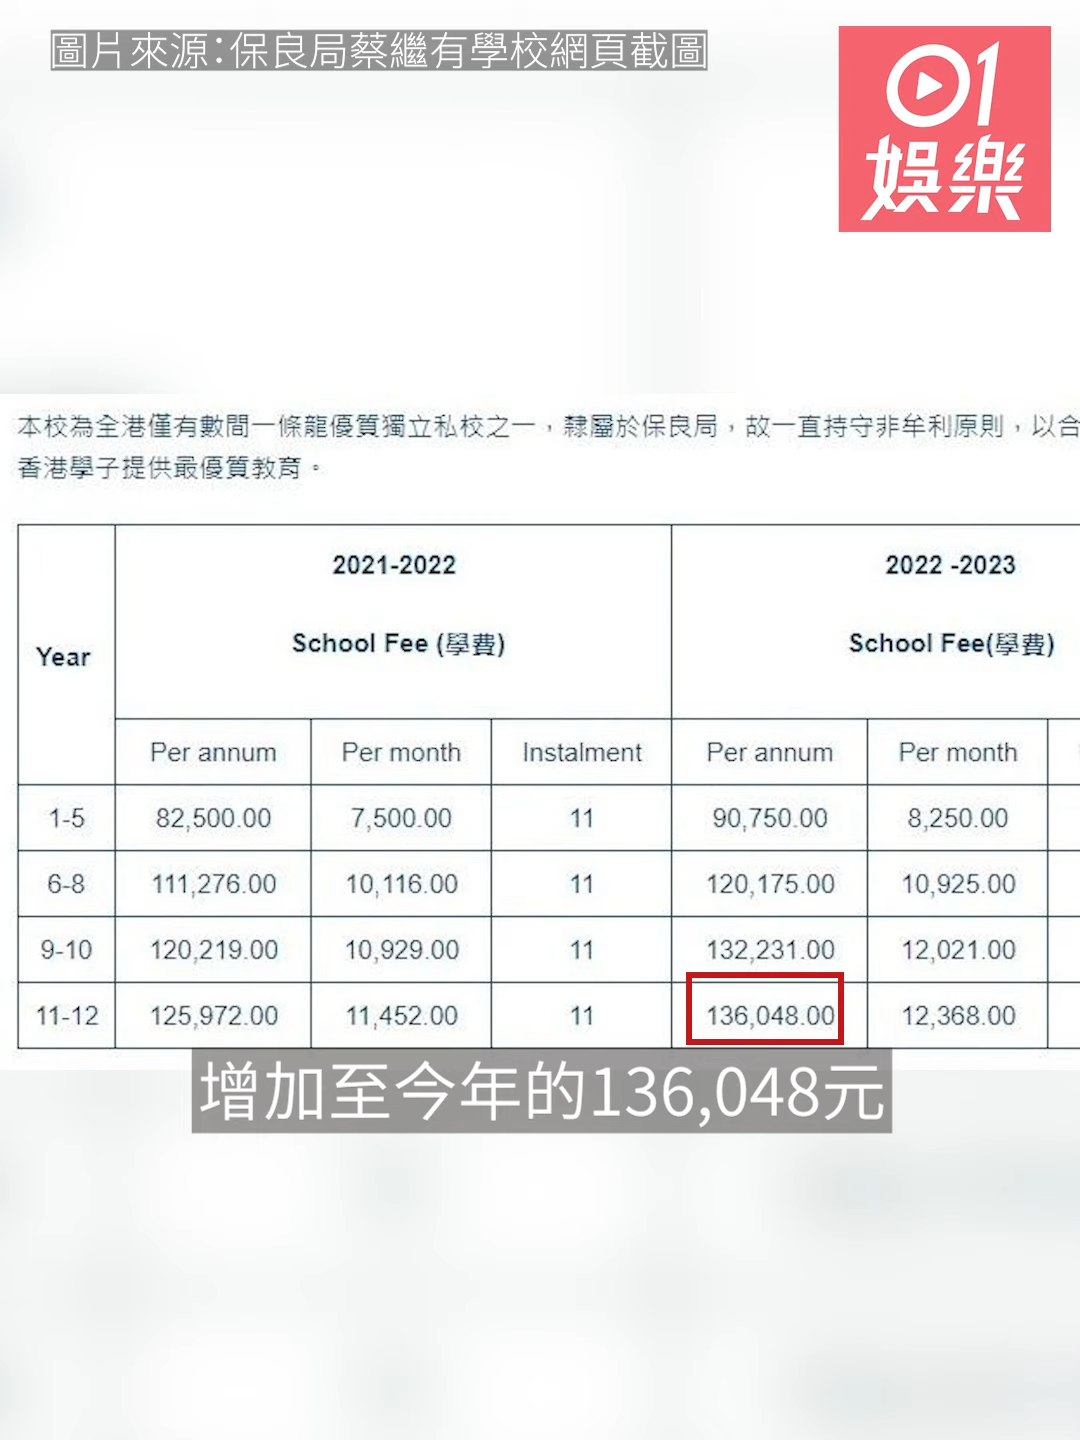 圖片來源:保良局蔡繼有學校網頁截圖
01
娛樂
本校為全港僅有數間一條龍優質獨立私校之一，隸屬於保良局，故一直持守非牟利原則，以合
香港學子提供最優質教育。
Year 2021-2022 School Fee (學費) 2022 -2023 School Fee(學費)
Per annum Per month Instalment Per annum Per month
1-5 82,500.00 7,500.00 11 90,750.00 8,250.00
6-8 111,276.00 10,116.00 11 120,175.00 10,925.00
9-10 120,219.00 10,929.00 11 132,231.00 12,021.00
11-12 125,972.00 11,452.00 11 136,048.00 12,368.00
增加至今年的136,048元